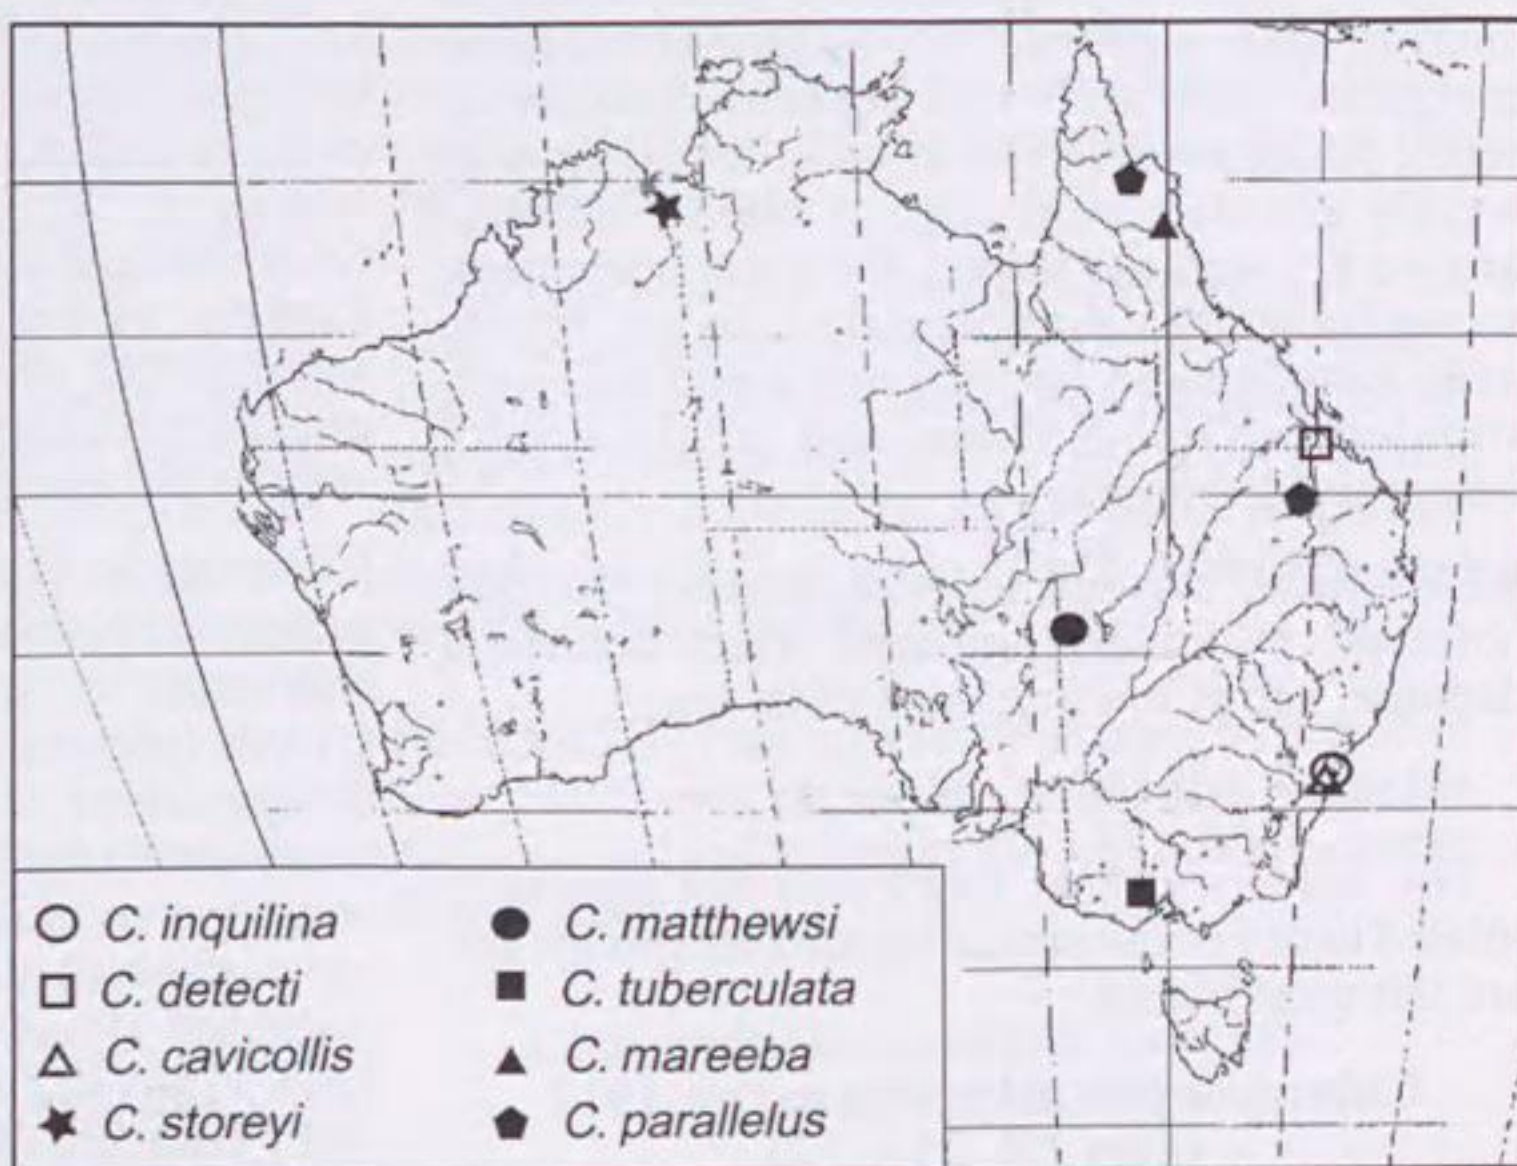 C. inquilina
C. detecti
C. cavicollis
C. storeyi
C. matthewsi
C. tuberculata
C. mareeba
C. parallelus